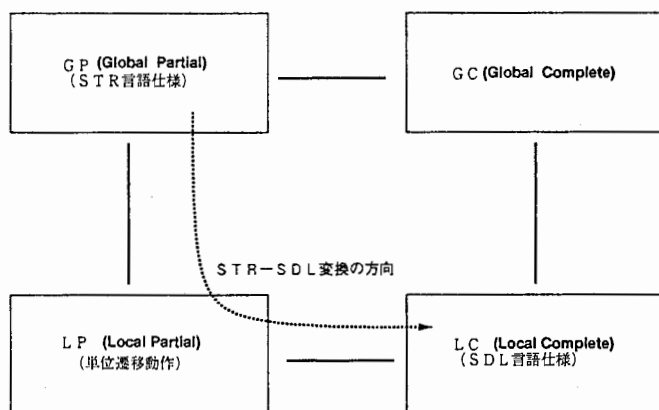 ＧＰ (Global Partial)
（ＳＴＲ言語仕様）
ＧＣ (Global Complete)
ＳＴＲ－ＳＤＬ変換の方向
ＬＰ (Local Partial)
（単位遷移動作）
ＬＣ (Local Complete)
（ＳＤＬ言語仕様）